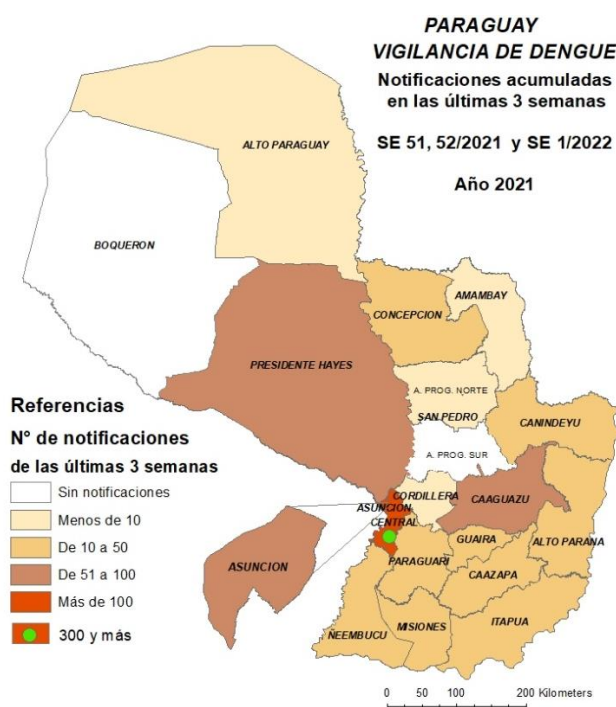 PARAGUAY
VIGILANCIA DE DENGUE
Notificaciones acumuladas
en las últimas 3 semanas
SE 51, 52/2021 y SE 1/2022
Año 2021
ALTO PARAGUAY
BOQUERON
CONCEPCION
AMAMBAY
PRESIDENTE HAYES
A. PROG. NORTE
SAN PEDRO
CANINDEYU
A. PROG. SUR
CORDILLERA
CAAGUAZU
ASUNCION
CENTRAL
GUAIRA
ALTO PARANA
PARAGUARI
CAAZAPA
ÑEEMBUCU
MISIONES
ITAPUA
ASUNCION
Referencias
N° de notificaciones
de las últimas 3 semanas
Sin notificaciones
Menos de 10
De 10 a 50
De 51 a 100
Más de 100
300 y más
0 50 100 200 Kilometers